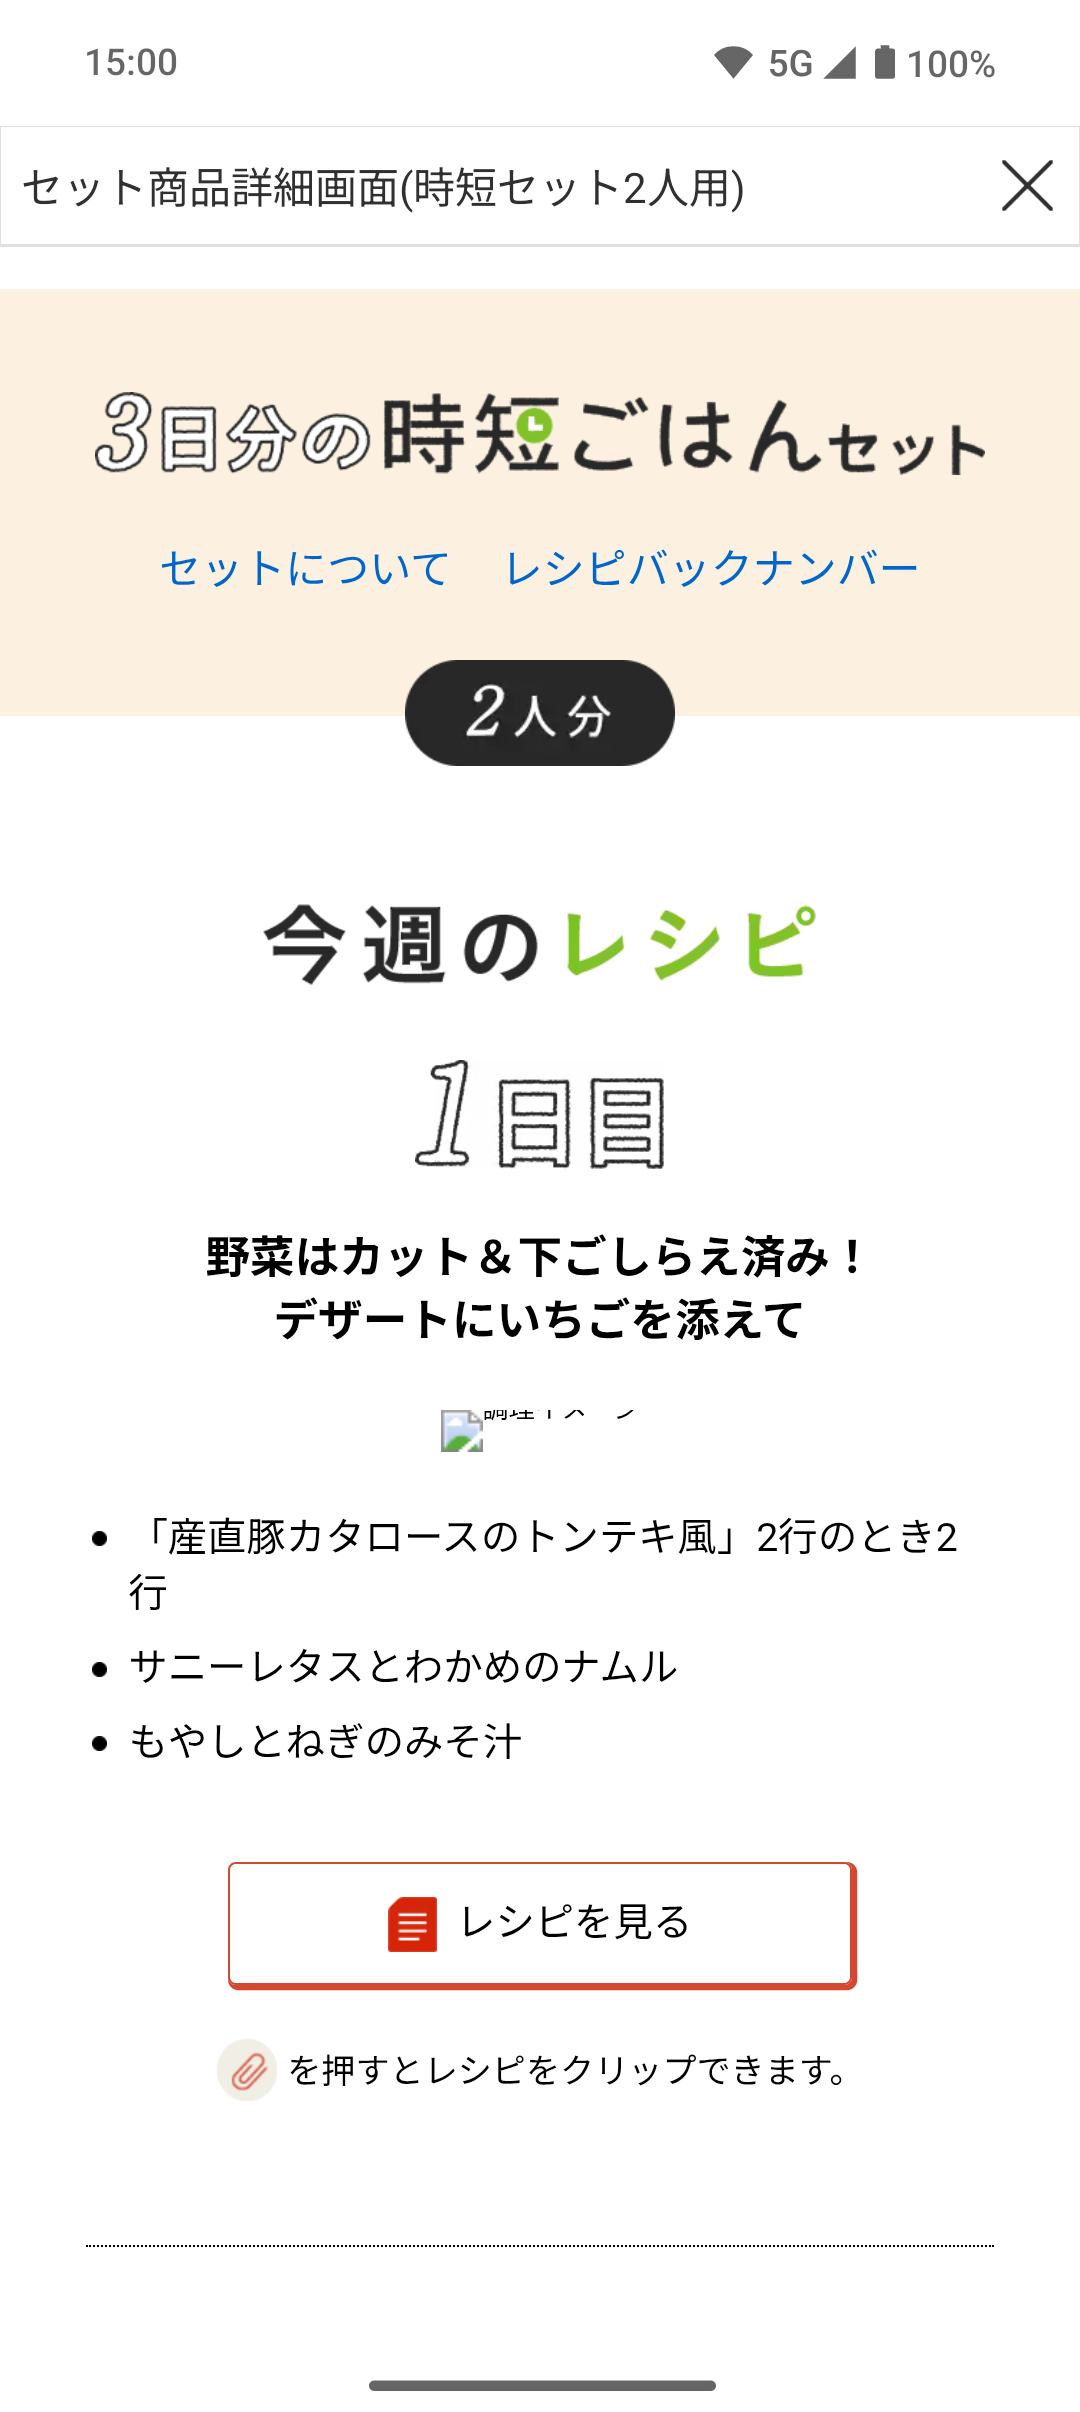 15:00
5G 100%
セット商品詳細画面(時短セット2人用)
3日分の時短ごはんセット
セットについて レシピバックナンバー
2人分
今週のレシピ
1日目
野菜はカット＆下ごしらえ済み！
デザートにいちごを添えて
調理イメージ
「産直豚カタロースのトンテキ風」2行のとき2
行
サニーレタスとわかめのナムル
もやしとねぎのみそ汁
レシピを見る
を押すとレシピをクリップできます。